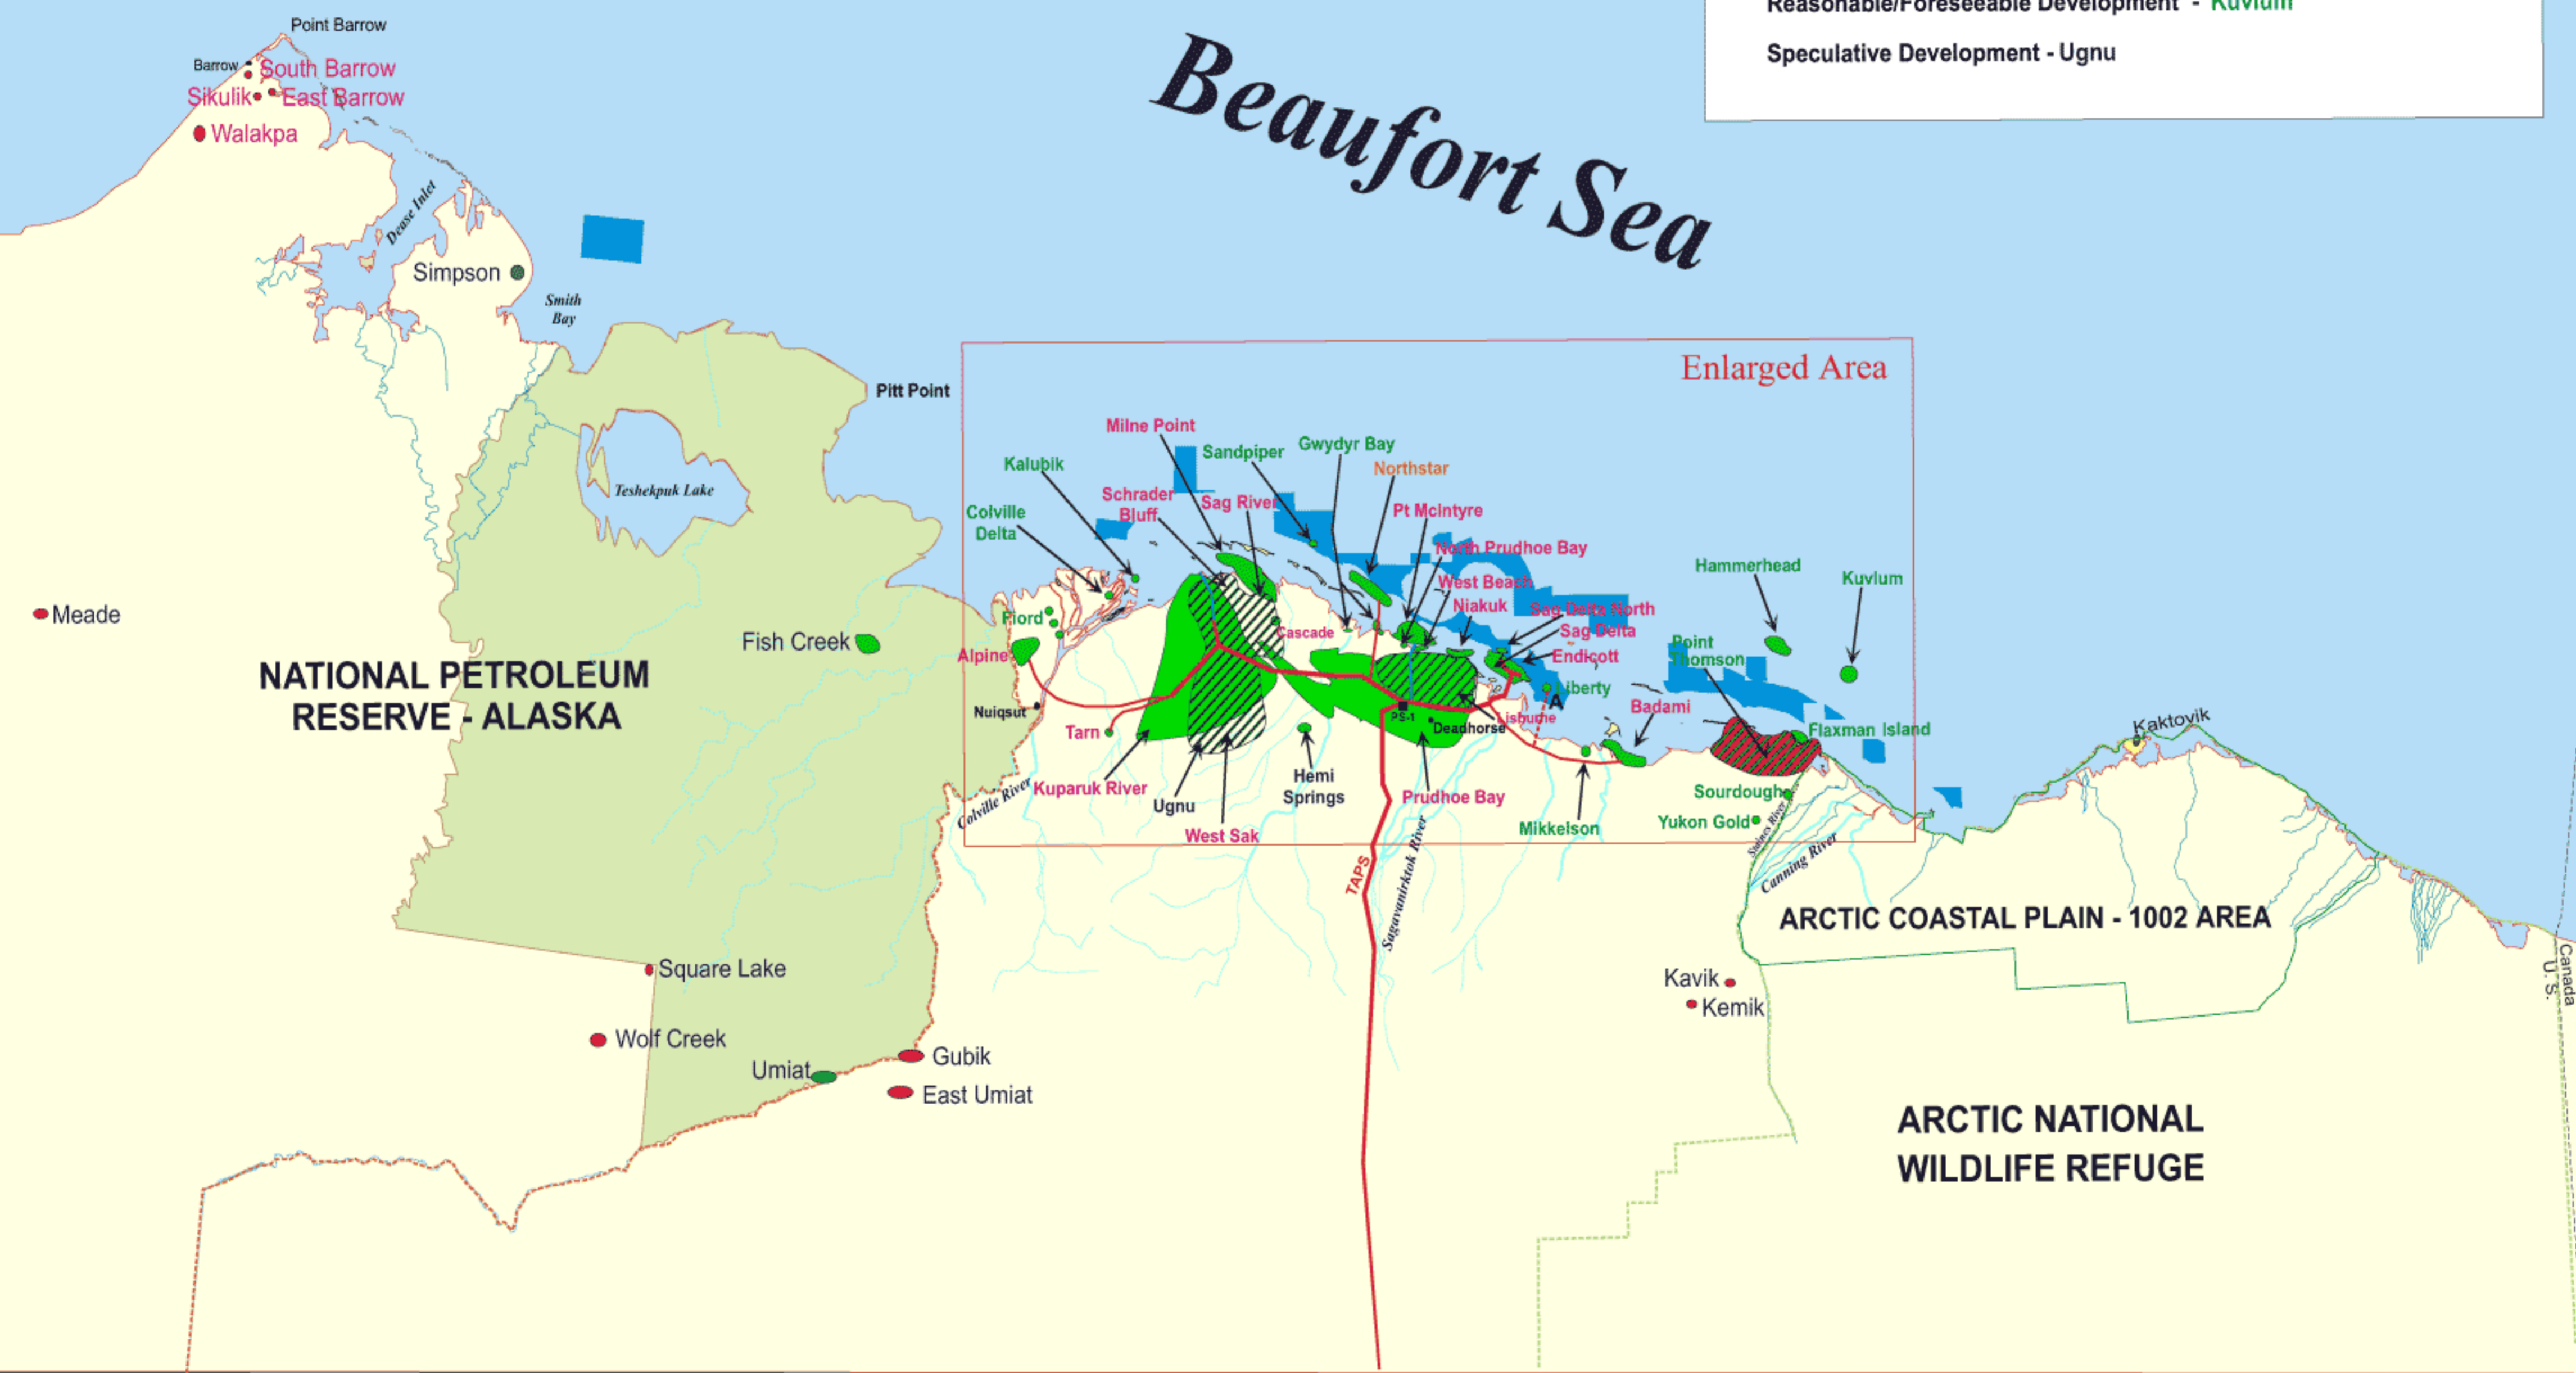 Reasonable/Foreseeable Development - Kuvlum
Speculative Development - Ugnu
Point Barrow
Barrow
South Barrow
Sikulik
East Barrow
Walakpa
Beaufort Sea
Dease Inlet
Simpson
Smith
Bay
Pitt Point
Enlarged Area
Teshekpuk Lake
Milne Point
Sandpiper
Gwydyr Bay
Kalubik
Northstar
Schrader
Bluff
Sag River
Colville
Delta
Pt McIntyre
North Prudhoe Bay
West Beach
Niakuk
Sag Delta North
Sag Delta
Endicott
Hammerhead
Kuvlum
Meade
Fiord
Cascade
Fish Creek
Alpine
Point
Thomson
Liberty
A
NATIONAL PETROLEUM
RESERVE - ALASKA
Nuiqsut
Tarn
PS-1
Deadhorse
Lisburne
Badami
Flaxman Island
Kaktovik
Kuparuk River
Ugnu
West Sak
Hemi
Springs
Prudhoe Bay
Mikkelson
Sourdough
Yukon Gold
Colville River
TAPS
Sagavanirktok River
Staines River
Canning River
ARCTIC COASTAL PLAIN - 1002 AREA
Square Lake
Kavik
Kemik
Canada
U. S.
Wolf Creek
Gubik
Umiat
East Umiat
ARCTIC NATIONAL
WILDLIFE REFUGE